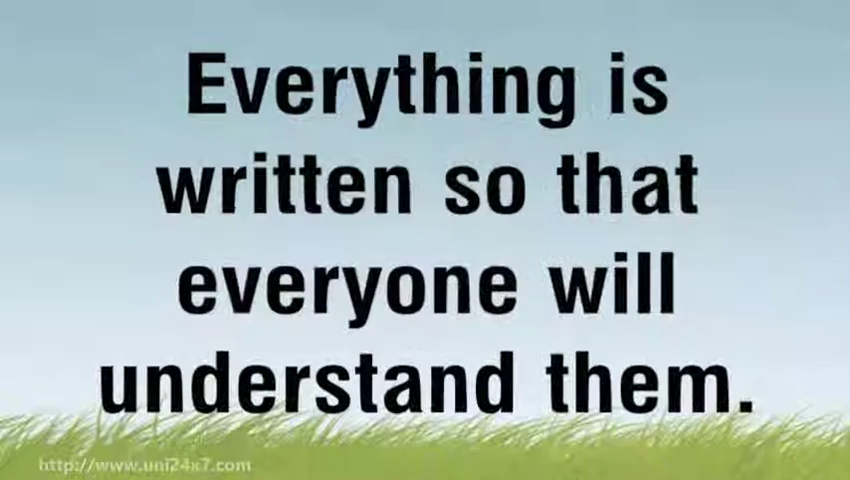 Everything is
written so that
everyone will
understand them.
http://www.uni24x7.com